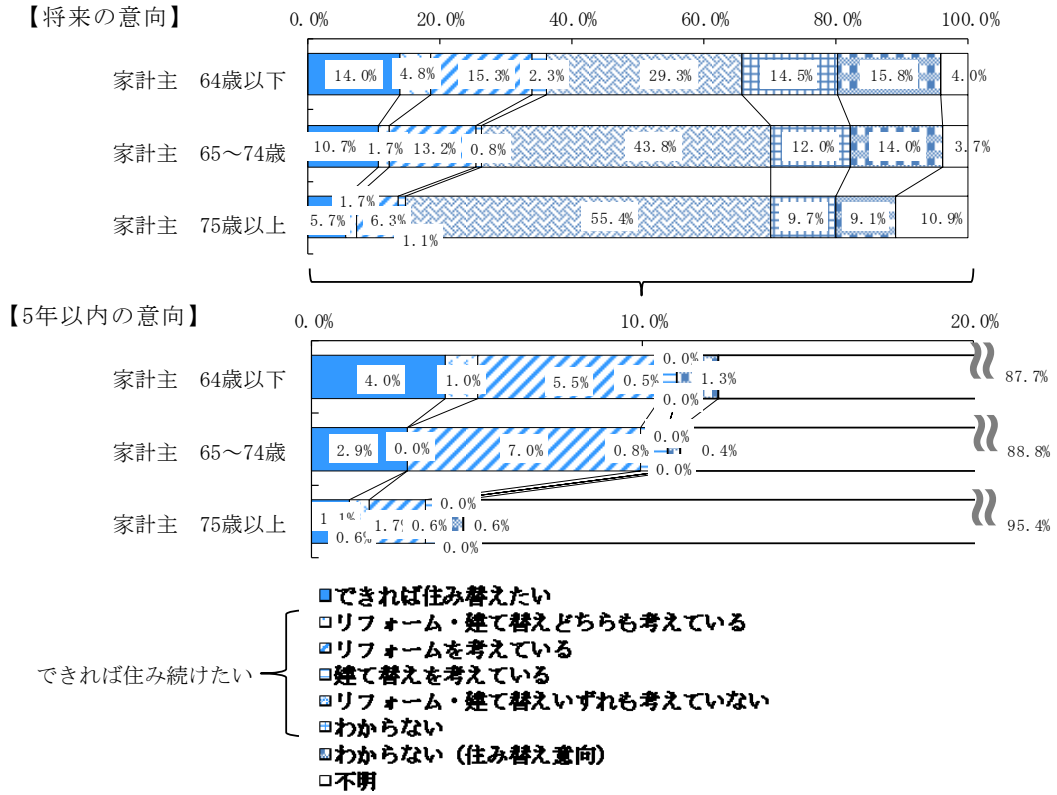 【将来の意向】
0.0% 20.0% 40.0% 60.0% 80.0% 100.0%
家計主 64歳以下 14.0% 4.8% 15.3% 2.3% 29.3% 14.5% 15.8% 4.0%
家計主 65～74歳 10.7% 1.7% 13.2% 0.8% 43.8% 12.0% 14.0% 3.7%
家計主 75歳以上 5.7% 1.7% 6.3% 1.1% 55.4% 9.7% 9.1% 10.9%
【5年以内の意向】
0.0% 10.0% 20.0%
家計主 64歳以下 4.0% 1.0% 5.5% 0.5% 0.0% 0.0% 1.3% 87.7%
家計主 65～74歳 2.9% 0.0% 7.0% 0.8% 0.0% 0.0% 0.4% 88.8%
家計主 75歳以上 1.1% 0.6% 1.7% 0.6% 0.0% 0.0% 0.6% 95.4%
できれば住み替えたい
リフォーム・建て替えどちらも考えている
リフォームを考えている
できれば住み続けたい
建て替えを考えている
リフォーム・建て替えいずれも考えていない
わからない
わからない（住み替え意向）
不明